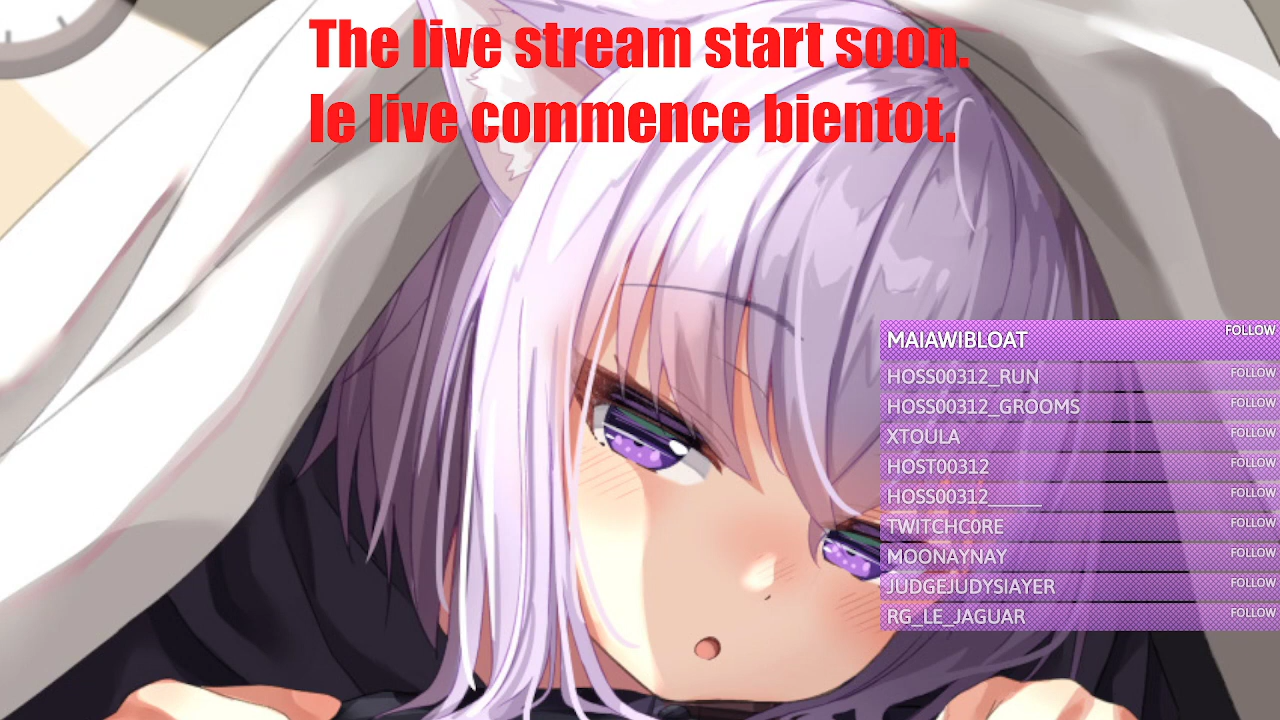 The live stream start soon.
le live commence bientot.
MAIAWIBLOAT FOLLOW
HOSS00312_RUN FOLLOW
HOSS00312_GROOMS FOLLOW
XTOULA FOLLOW
HOST00312 FOLLOW
HOSS00312_____ FOLLOW
TWITCHC0RE FOLLOW
MOONAYNAY FOLLOW
JUDGEJUDYSIAYER FOLLOW
RG_LE_JAGUAR FOLLOW